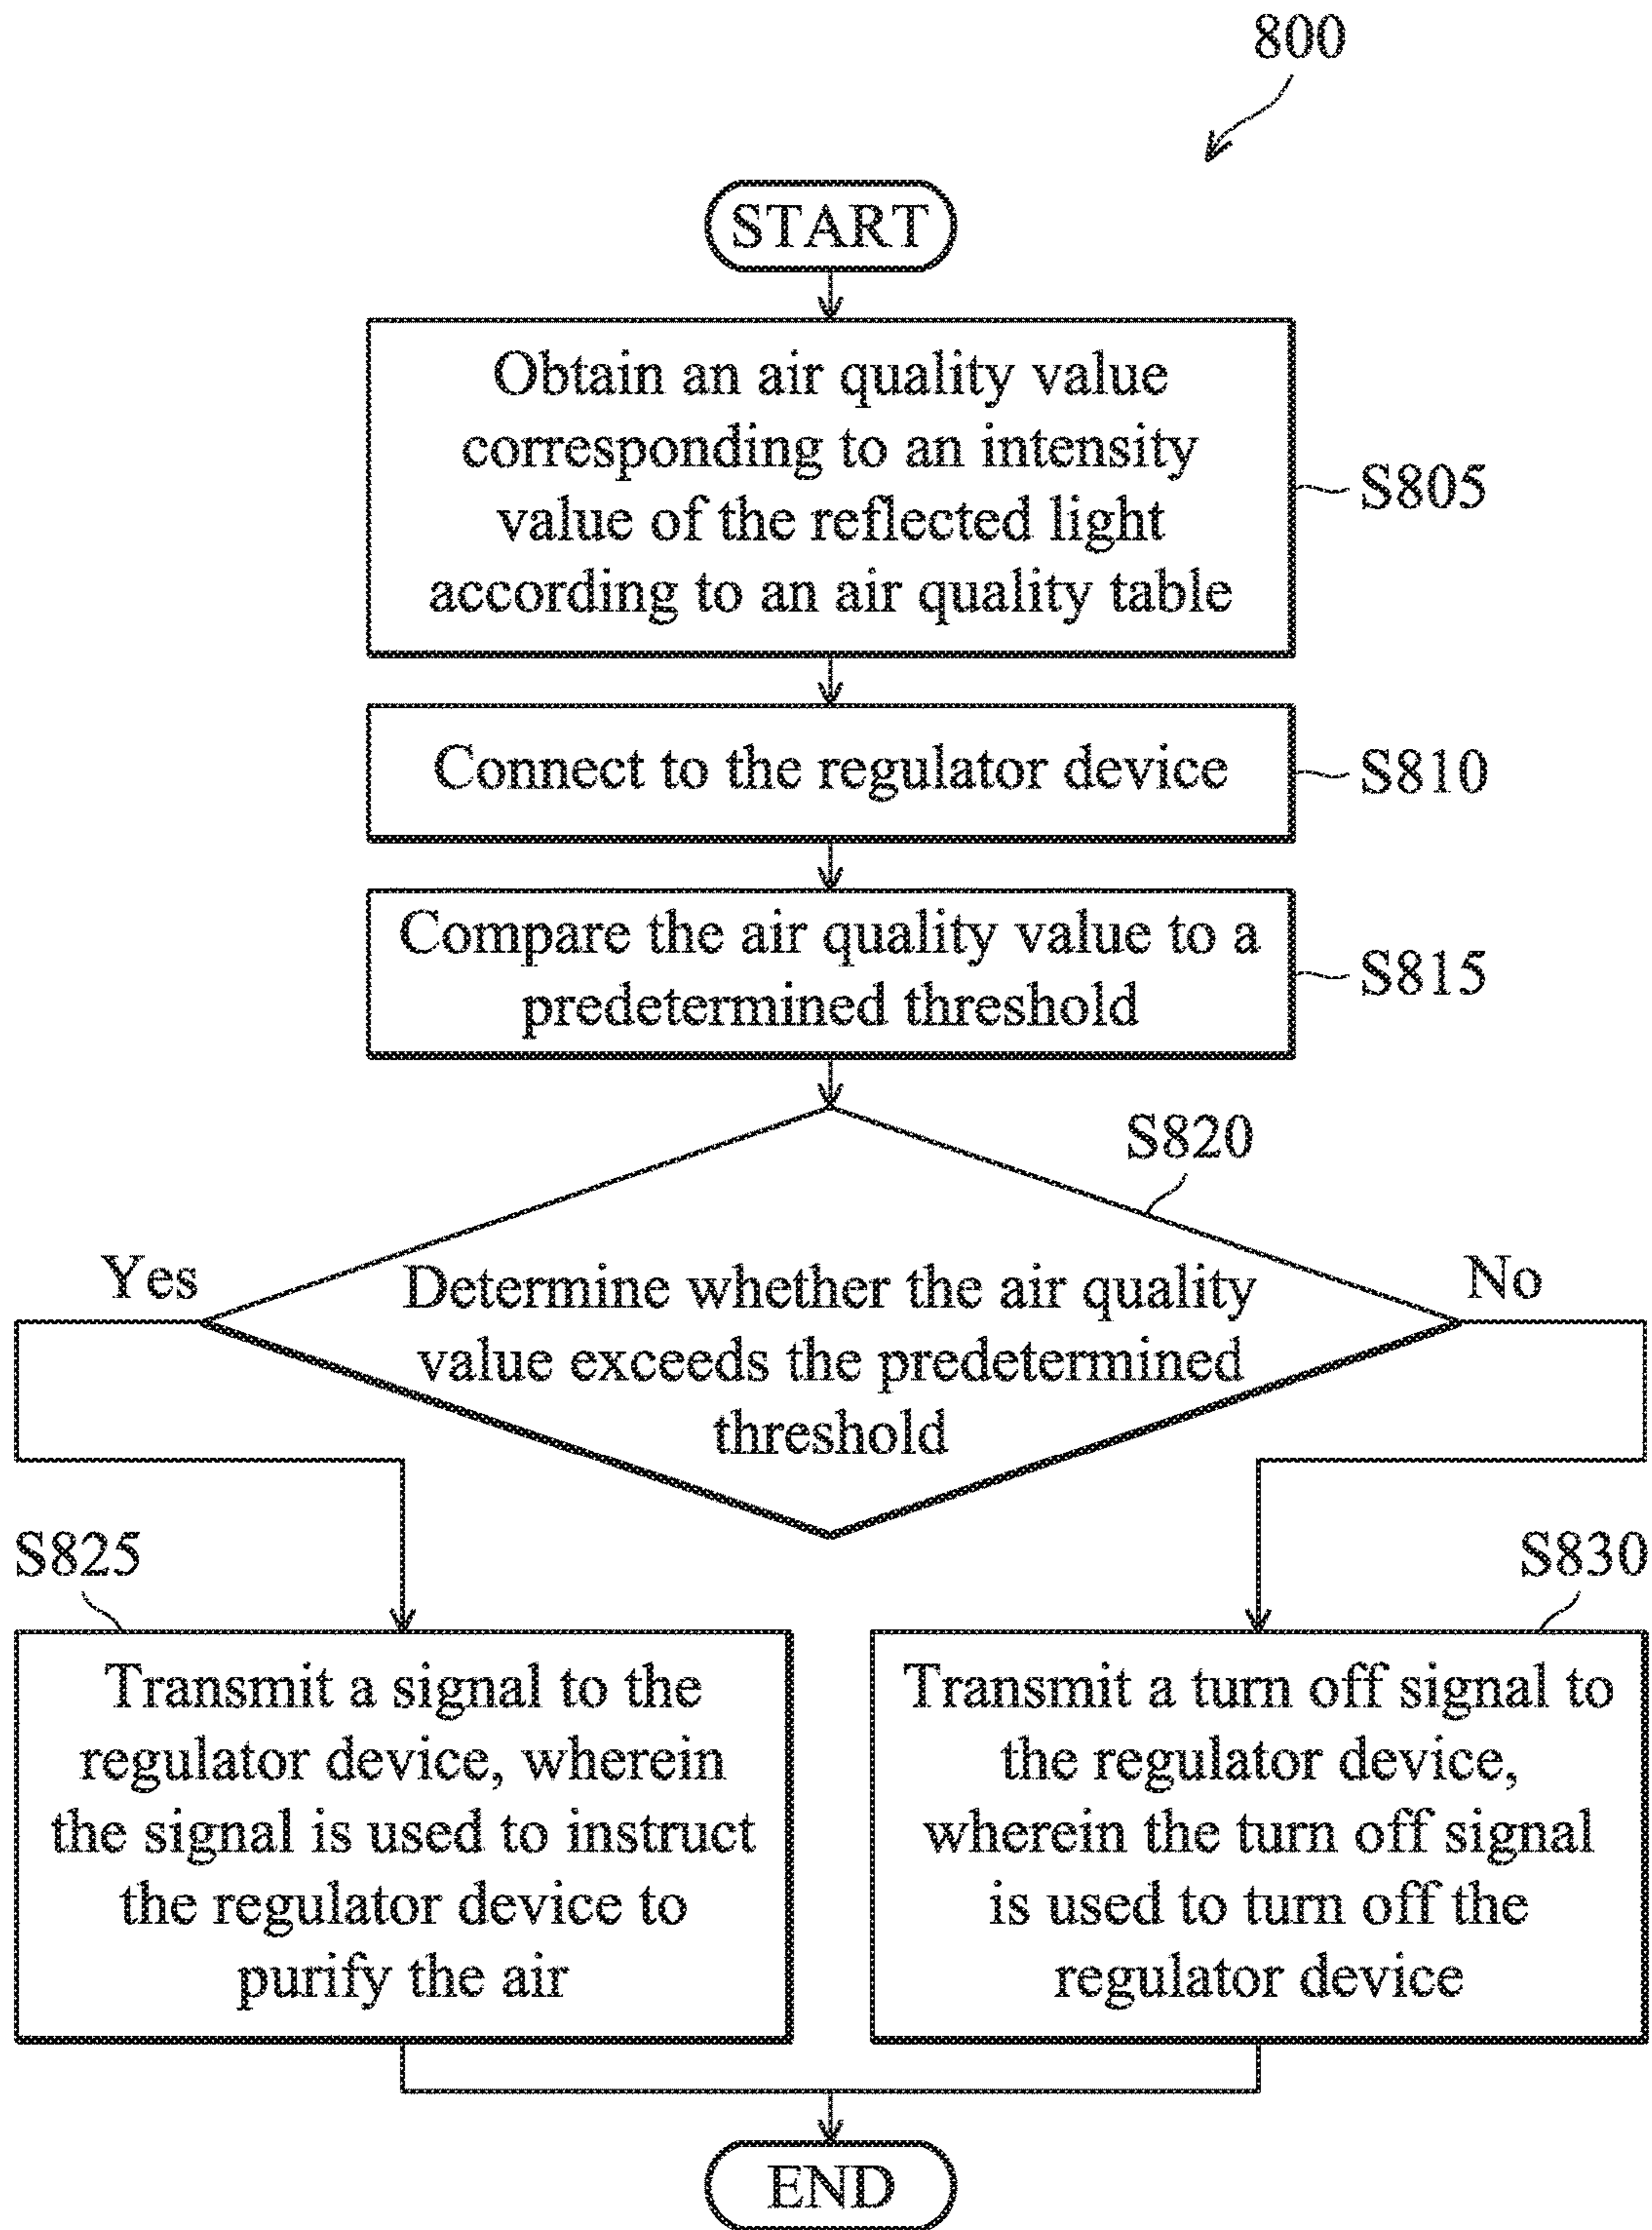 800
START
Obtain an air quality value
corresponding to an intensity
value of the reflected light
according to an air quality table
S805
Connect to the regulator device
S810
Compare the air quality value to a
predetermined threshold
S815
S820
Yes
Determine whether the air quality
value exceeds the predetermined
threshold
No
S825
Transmit a signal to the
regulator device, wherein
the signal is used to instruct
the regulator device to
purify the air
S830
Transmit a turn off signal to
the regulator device,
wherein the turn off signal
is used to turn off the
regulator device
END